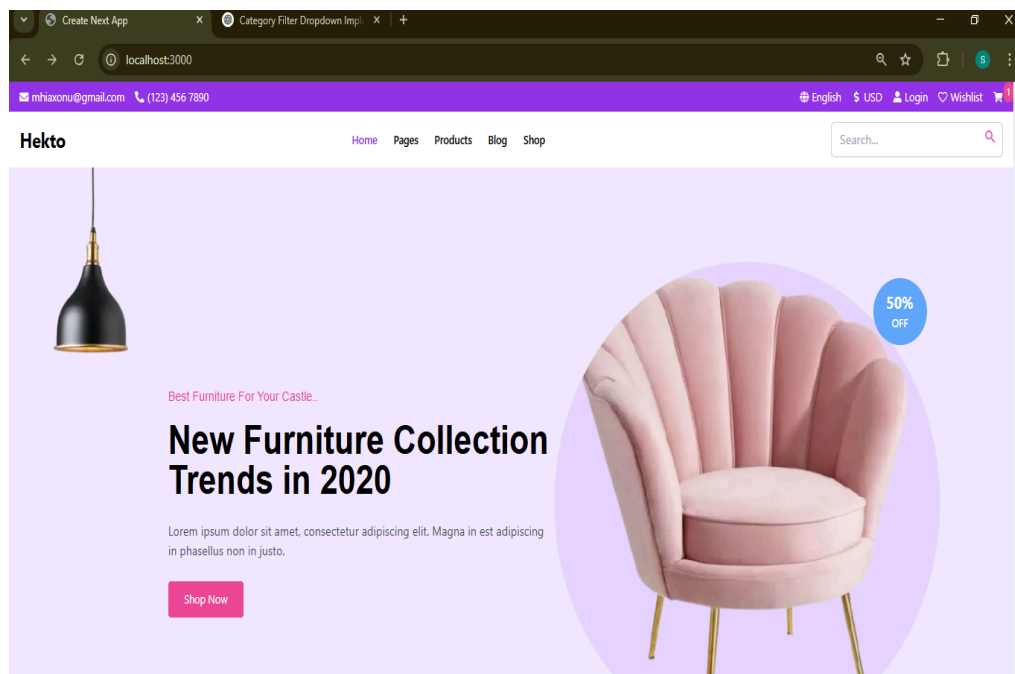 Create Next App
Category Filter Dropdown Impl
localhost:3000
S
mhiaxonu@gmail.com (123) 456 7890
English $ USD Login Wishlist 1
Hekto
Home Pages Products Blog Shop
Search...
50%
OFF
Best Furniture For Your Castle..
New Furniture Collection
Trends in 2020
Lorem ipsum dolor sit amet, consectetur adipiscing elit. Magna in est adipiscing
in phasellus non in justo.
Shop Now